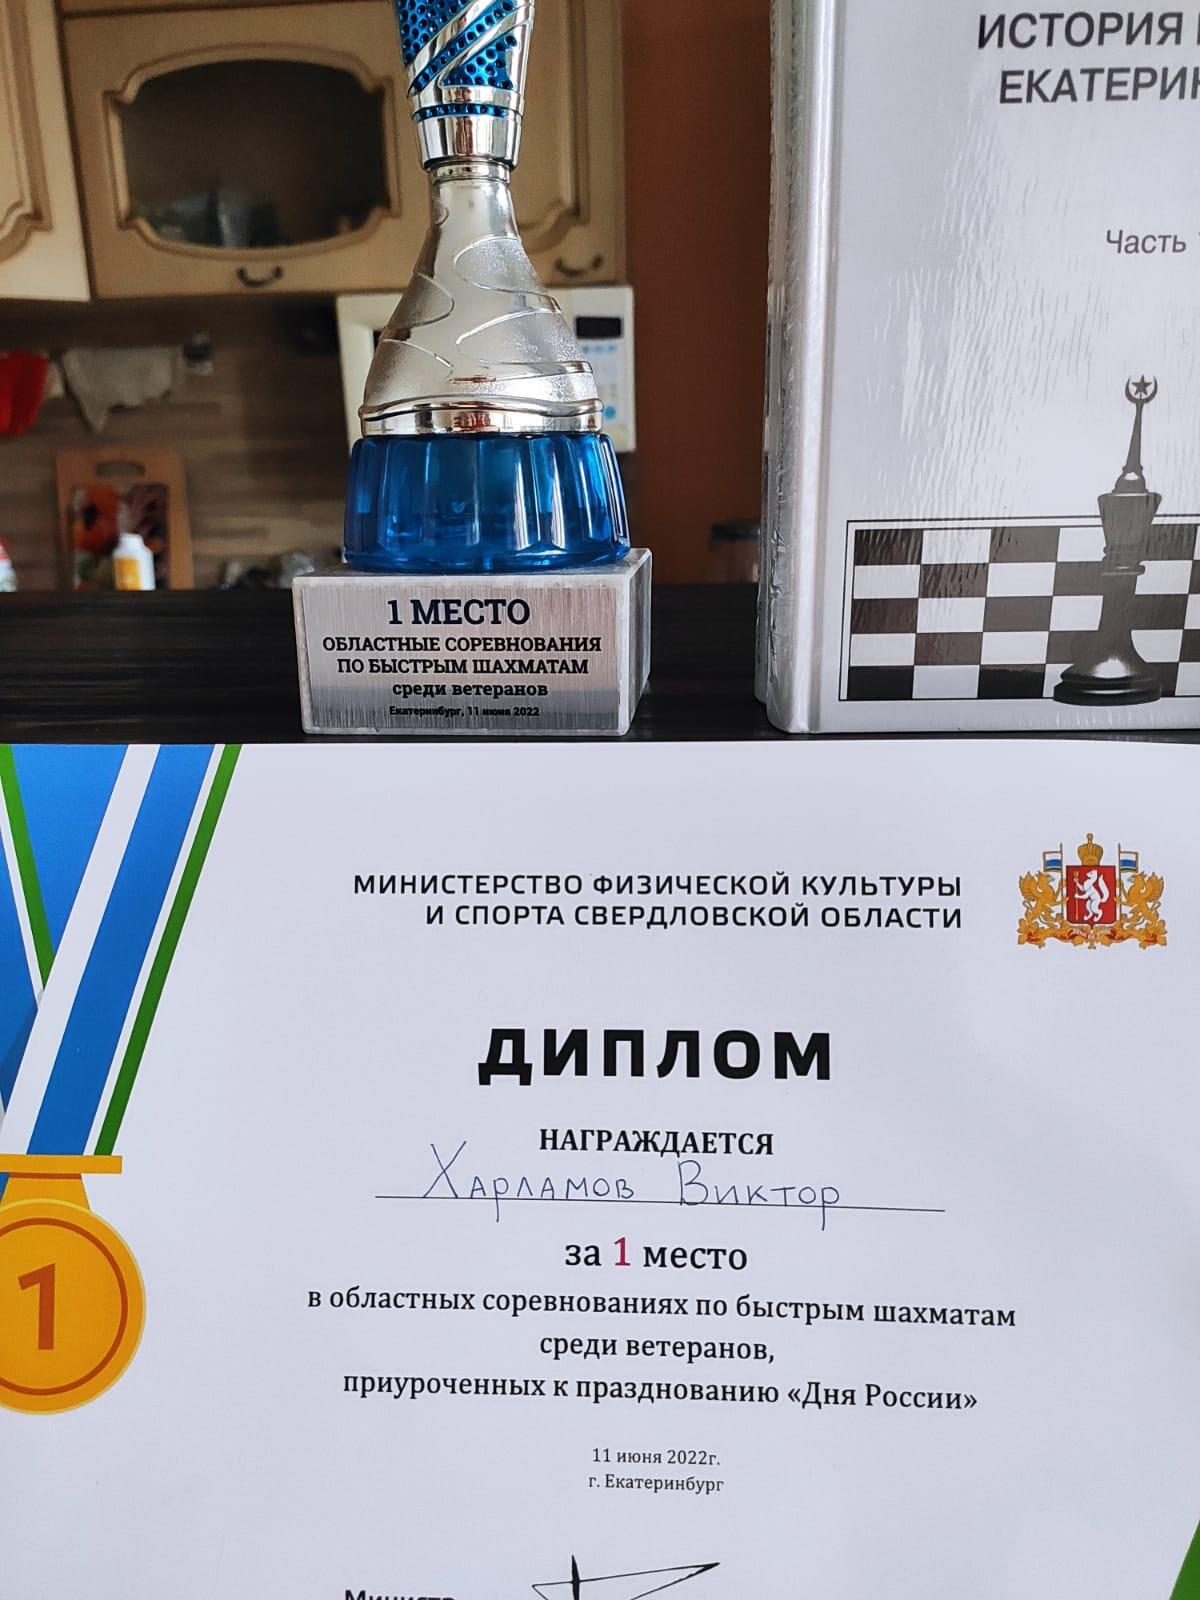 ИСТОРИЯ
Часть
1 МЕСТО
ОБЛАСТНЫЕ СОРЕВНОВАНИЯ
ПО БЫСТРЫМ ШАХМАТАМ
среди ветеранов
Екатеринбург, 11 июня 2022
МИНИСТЕРСТВО ФИЗИЧЕСКОЙ КУЛЬТУРЫ
И СПОРТА СВЕРДЛОВСКОЙ ОБЛАСТИ
ДИПЛОМ
НАГРАЖДАЕТСЯ
Харламов Виктор
за 1 место
в областных соревнованиях по быстрым шахматам
среди ветеранов,
приуроченных к празднованию «Дня России»
11 июня 2022г.
г. Екатеринбург
1